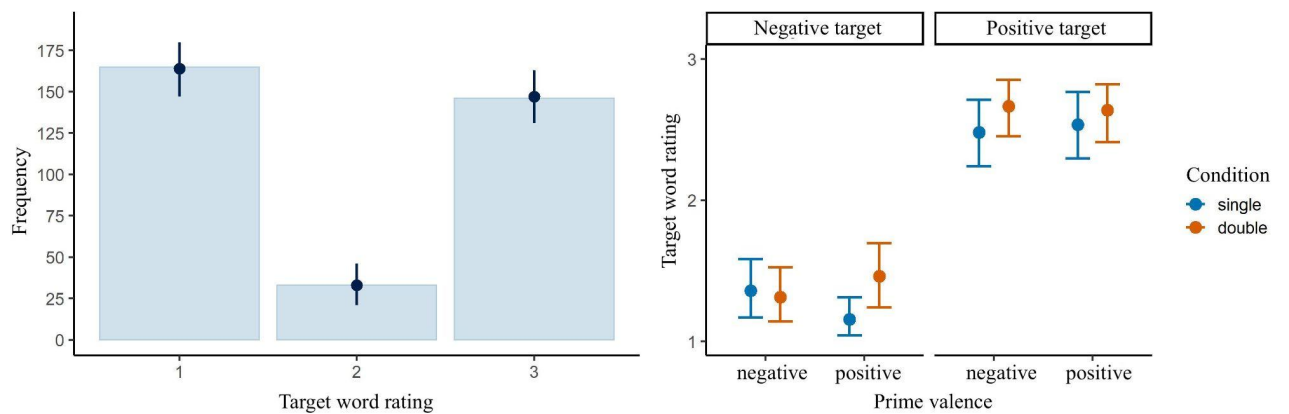 Frequency
175
150
125
100
75
50
25
0
1
2
3
Target word rating
Target word rating
Negative target
Positive target
3
2
1
negative
positive
negative
positive
Prime valence
Condition
single
double